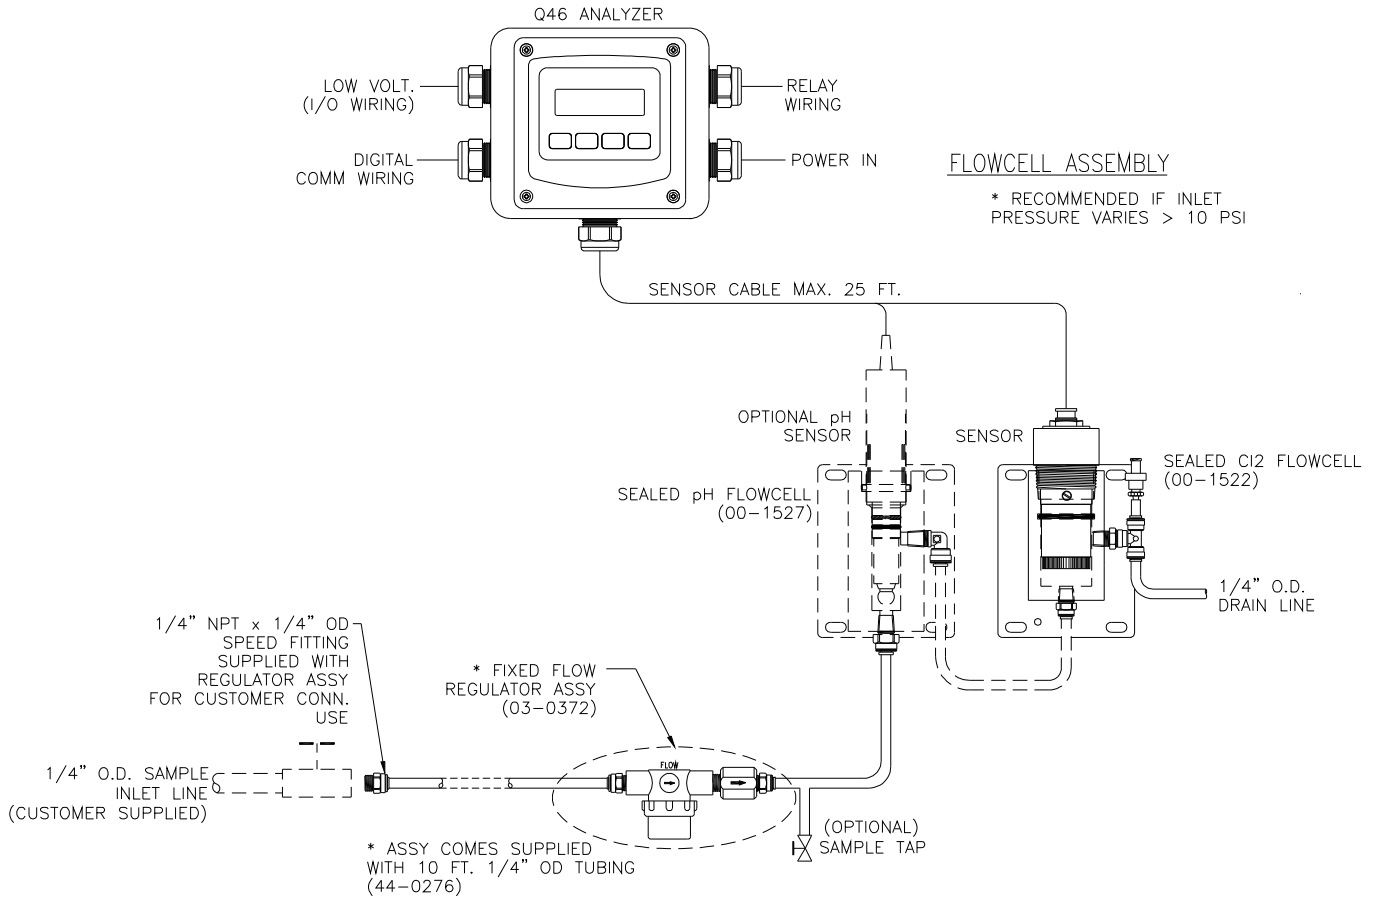 Q46 ANALYZER
LOW VOLT.
(I/O WIRING)
RELAY
WIRING
DIGITAL
COMM WIRING
POWER IN
FLOWCELL ASSEMBLY
* RECOMMENDED IF INLET
PRESSURE VARIES > 10 PSI
SENSOR CABLE MAX. 25 FT.
OPTIONAL pH
SENSOR
SENSOR
SEALED Cl2 FLOWCELL
(00-1522)
SEALED pH FLOWCELL
(00-1527)
1/4" O.D.
DRAIN LINE
1/4" NPT x 1/4" OD
SPEED FITTING
SUPPLIED WITH
REGULATOR ASSY
FOR CUSTOMER CONN.
USE
* FIXED FLOW
REGULATOR ASSY
(03-0372)
FLOW
1/4" O.D. SAMPLE
INLET LINE
(CUSTOMER SUPPLIED)
(OPTIONAL)
SAMPLE TAP
* ASSY COMES SUPPLIED
WITH 10 FT. 1/4" OD TUBING
(44-0276)